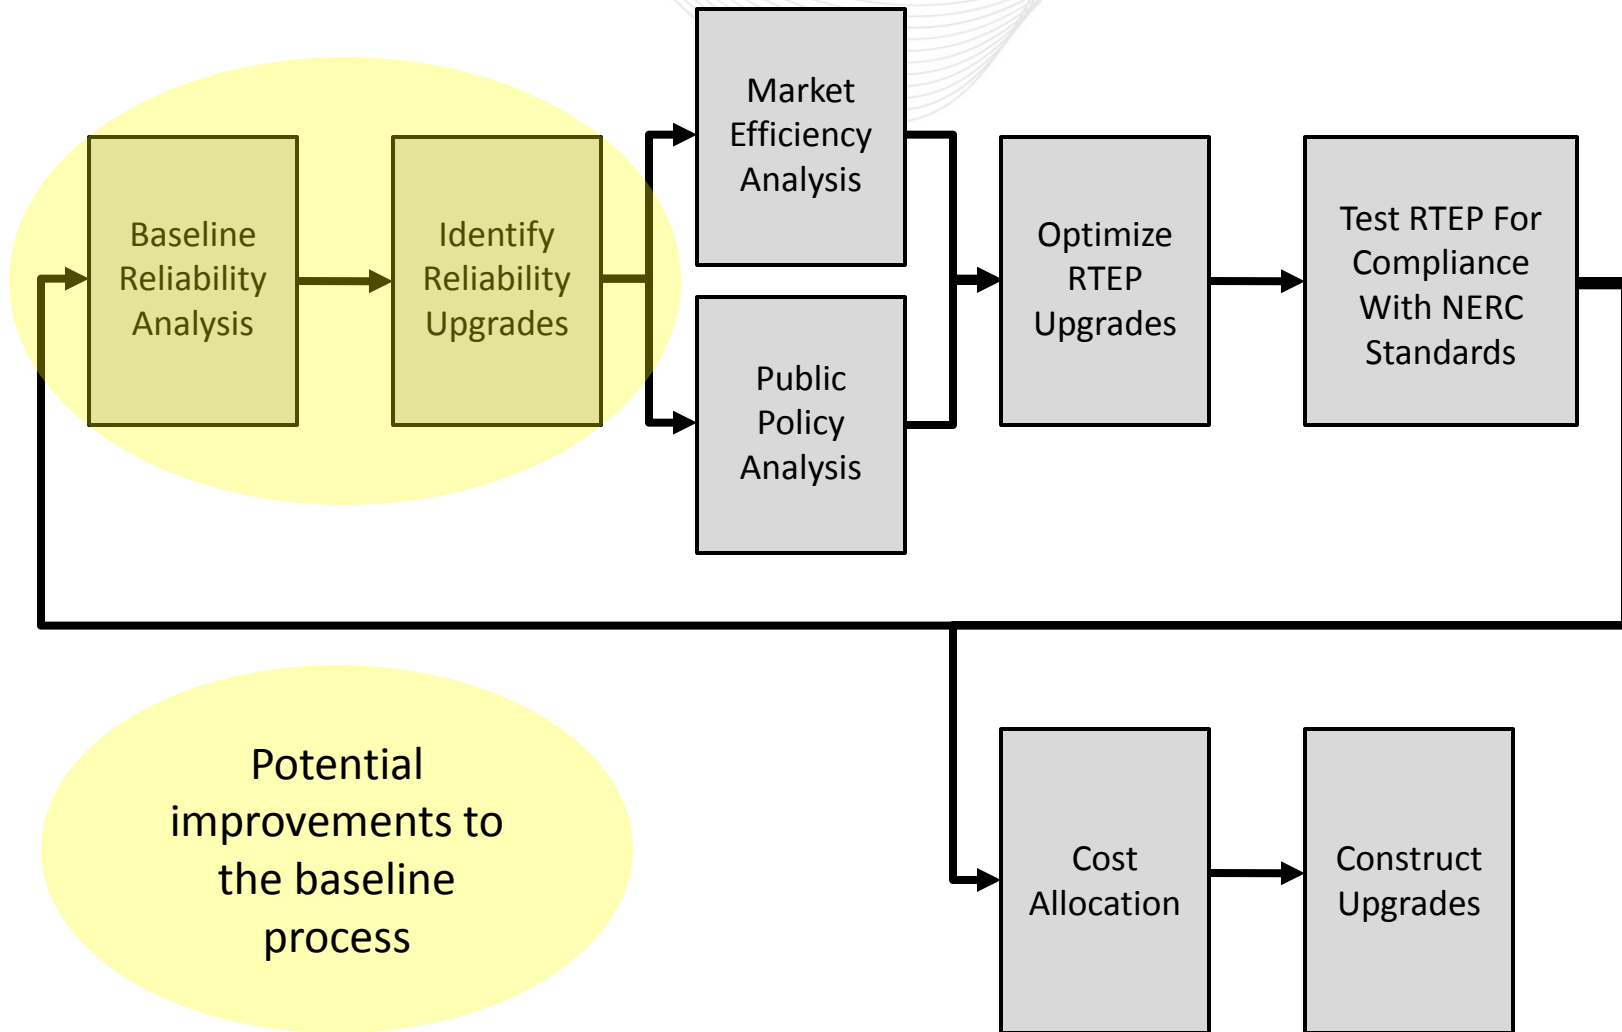 Baseline
Reliability
Analysis
Identify
Reliability
Upgrades
Market
Efficiency
Analysis
Public
Policy
Analysis
Optimize
RTEP
Upgrades
Test RTEP For
Compliance
With NERC
Standards
Potential
improvements to
the baseline
process
Cost
Allocation
Construct
Upgrades